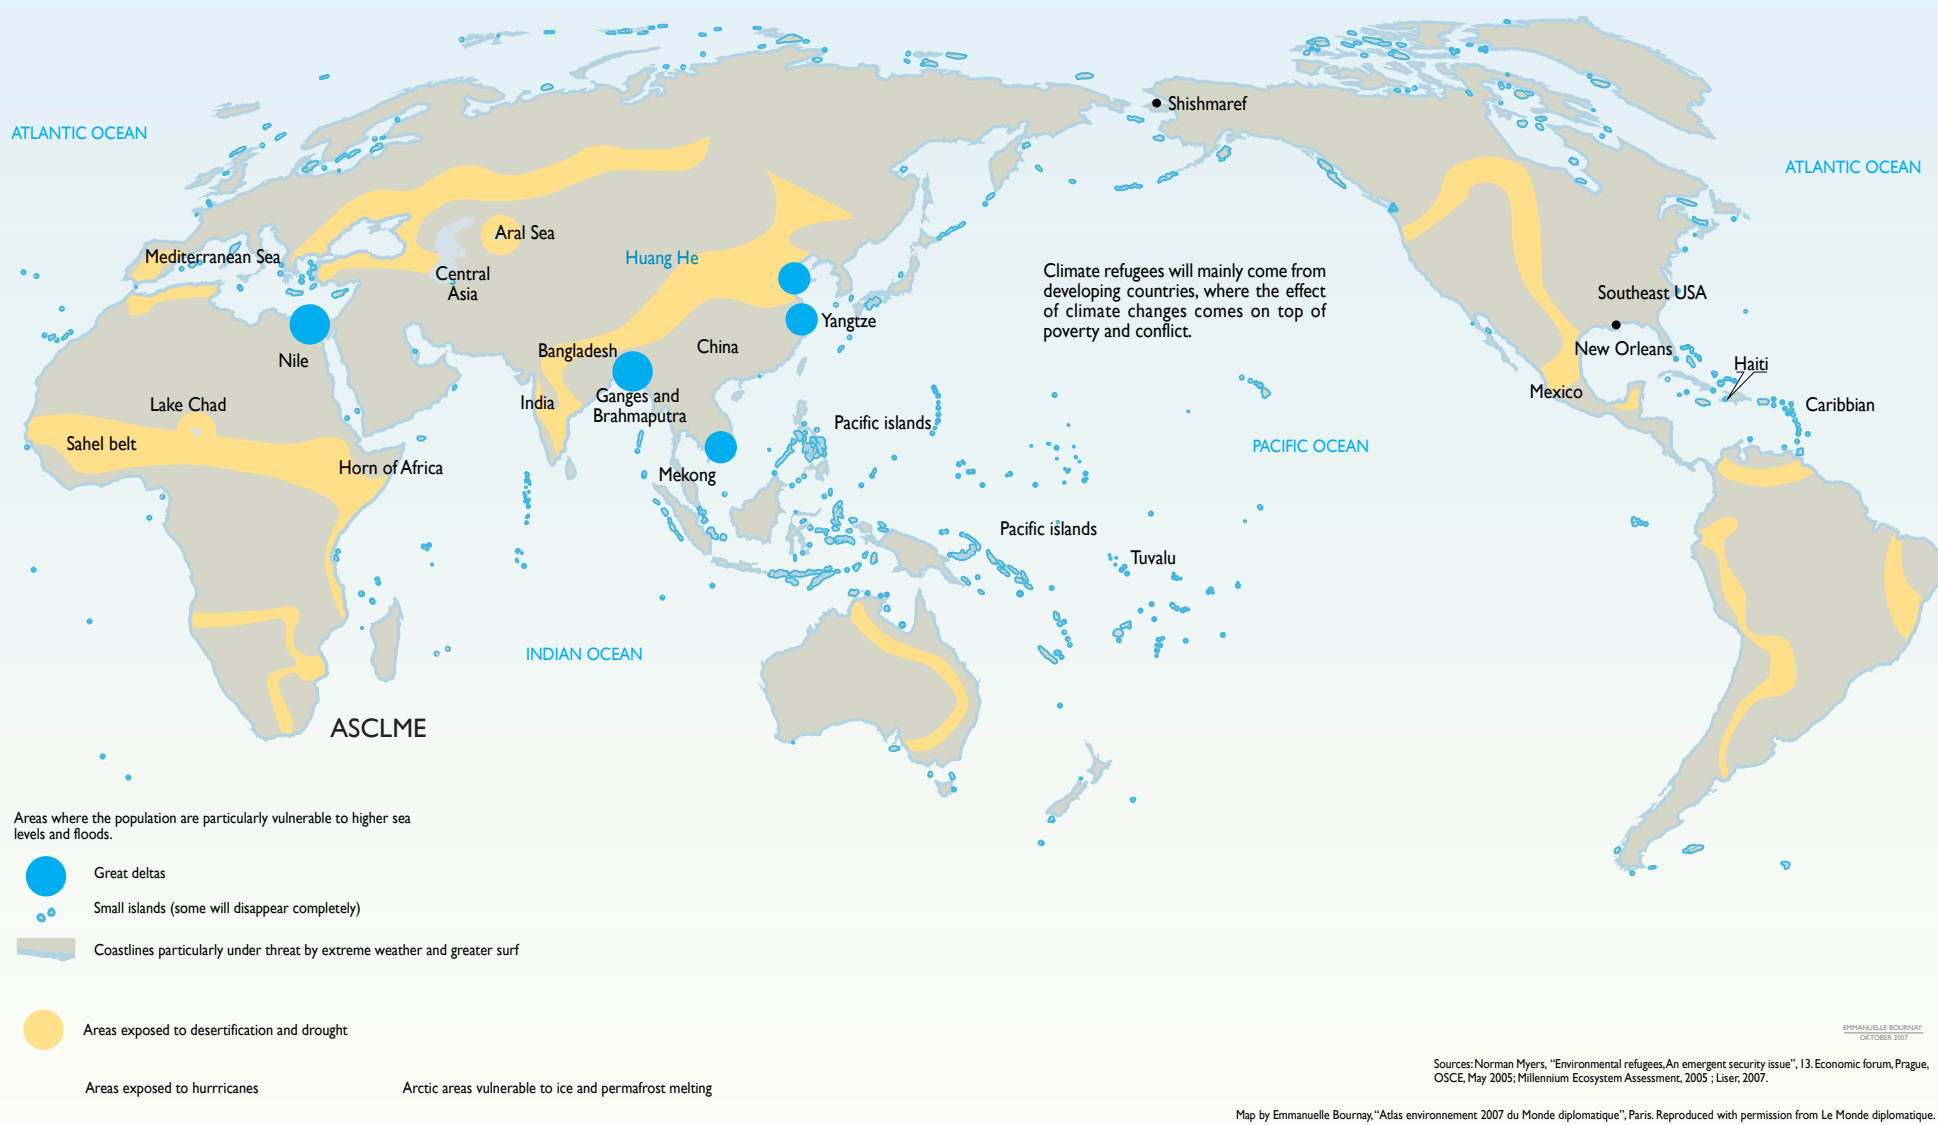 Shishmaref
ATLANTIC OCEAN
ATLANTIC OCEAN
Aral Sea
Mediterranean Sea
Huang He
Central
Asia
Climate refugees will mainly come from
developing countries, where the effect
of climate changes comes on top of
poverty and conflict.
Southeast USA
Yangtze
China
Bangladesh
New Orleans
Nile
Haiti
Mexico
Ganges and
Brahmaputra
India
Lake Chad
Caribbian
Pacific islands
Sahel belt
PACIFIC OCEAN
Horn of Africa
Mekong
Pacific islands
Tuvalu
INDIAN OCEAN
ASCLME
Areas where the population are particularly vulnerable to higher sea
levels and floods.
Great deltas
Small islands (some will disappear completely)
Coastlines particularly under threat by extreme weather and greater surf
Areas exposed to desertification and drought
Areas exposed to hurrricanes
Arctic areas vulnerable to ice and permafrost melting
EMMANUELLE BOURNAY
OKTOBER 2007
Sources: Norman Myers, “Environmental refugees, An emergent security issue”, 13. Economic forum, Prague,
OSCE, May 2005; Millennium Ecosystem Assessment, 2005 ; Liser, 2007.
Map by Emmanuelle Bournay, “Atlas environnement 2007 du Monde diplomatique”, Paris. Reproduced with permission from Le Monde diplomatique.